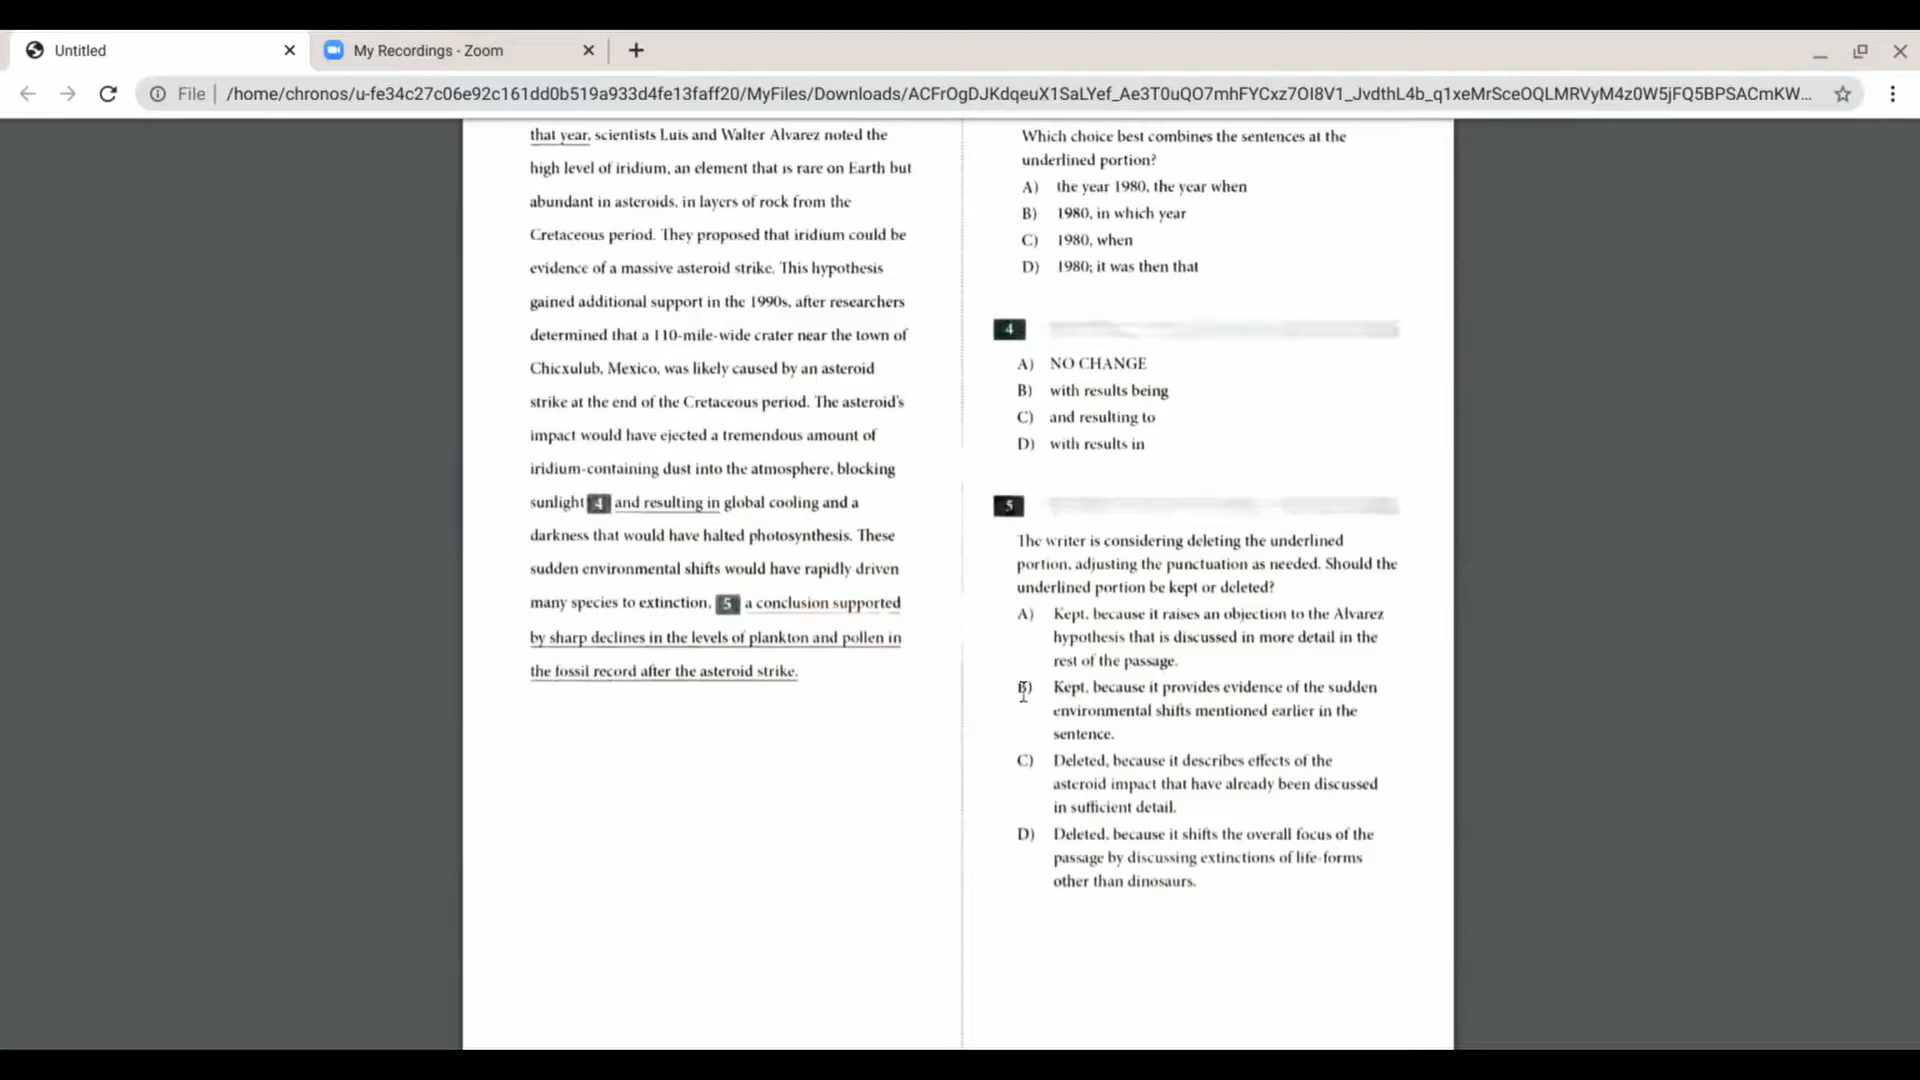 Untitled
My Recordings - Zoom
File
/home/chronos/u-fe34c27c06e92c161dd0b519a933d4fe13faff20/MyFiles/Downloads/ACFrOgDJKdqeuX1SaLYef_Ae3T0uQO7mhFYCxz7OI8V1_JvdthL4b_q1xeMrSceOQLMRVyM4z0W5jFQ5BPSACmKW...
that year, scientists Luis and Walter Alvarez noted the
high level of iridium, an element that is rare on Earth but
abundant in asteroids, in layers of rock from the
Cretaceous period. They proposed that iridium could be
evidence of a massive asteroid strike. This hypothesis
gained additional support in the 1990s, after researchers
determined that a 110-mile-wide crater near the town of
Chicxulub, Mexico, was likely caused by an asteroid
strike at the end of the Cretaceous period. The asteroid's
impact would have ejected a tremendous amount of
iridium-containing dust into the atmosphere, blocking
sunlight 4 and resulting in global cooling and a
darkness that would have halted photosynthesis. These
sudden environmental shifts would have rapidly driven
many species to extinction, 5 a conclusion supported
by sharp declines in the levels of plankton and pollen in
the fossil record after the asteroid strike.
Which choice best combines the sentences at the
underlined portion?
A) the year 1980, the year when
B) 1980, in which year
C) 1980, when
D) 1980; it was then that
4
A) NO CHANGE
B) with results being
C) and resulting to
D) with results in
5
The writer is considering deleting the underlined
portion, adjusting the punctuation as needed. Should the
underlined portion be kept or deleted?
A) Kept, because it raises an objection to the Alvarez
hypothesis that is discussed in more detail in the
rest of the passage.
B) Kept, because it provides evidence of the sudden
environmental shifts mentioned earlier in the
sentence.
C) Deleted, because it describes effects of the
asteroid impact that have already been discussed
in sufficient detail.
D) Deleted, because it shifts the overall focus of the
passage by discussing extinctions of life-forms
other than dinosaurs.